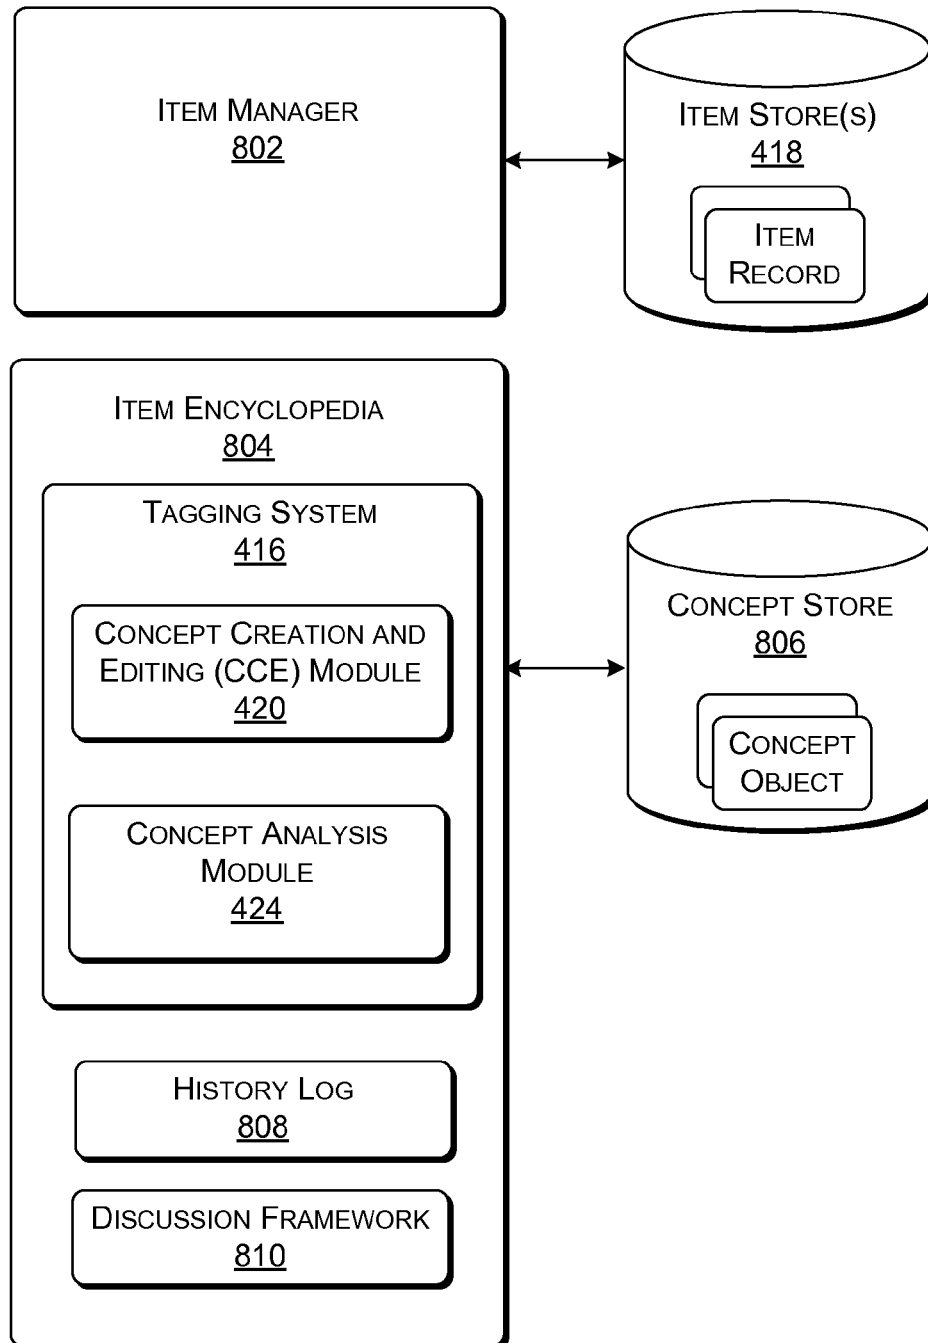 ITEM MANAGER
802
ITEM STORE(S)
418
ITEM
RECORD
ITEM ENCYCLOPEDIA
804
TAGGING SYSTEM
416
CONCEPT CREATION AND
EDITING (CCE) MODULE
420
CONCEPT ANALYSIS
MODULE
424
HISTORY LOG
808
DISCUSSION FRAMEWORK
810
CONCEPT STORE
806
CONCEPT
OBJECT